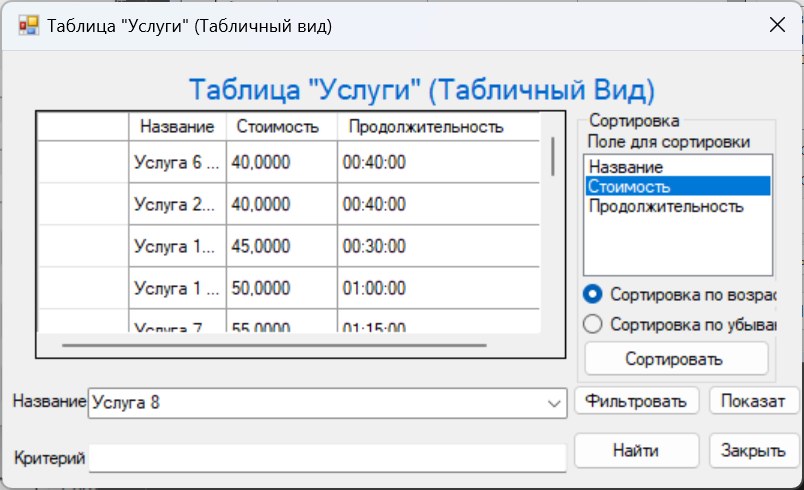 Таблица "Услуги" (Табличный вид)
Таблица "Услуги" (Табличный Вид)
Название Стоимость Продолжительность
Услуга 6 ... 40,0000 00:40:00
Услуга 2... 40,0000 00:40:00
Услуга 1... 45,0000 00:30:00
Услуга 1 ... 50,0000 01:00:00
Услуга 7 55,0000 01:15:00
Сортировка
Поле для сортировки
Название
Стоимость
Продолжительность
Сортировка по возрас
Сортировка по убыва
Сортировать
Название Услуга 8
Фильтровать Показат
Критерий
Найти Закрыть